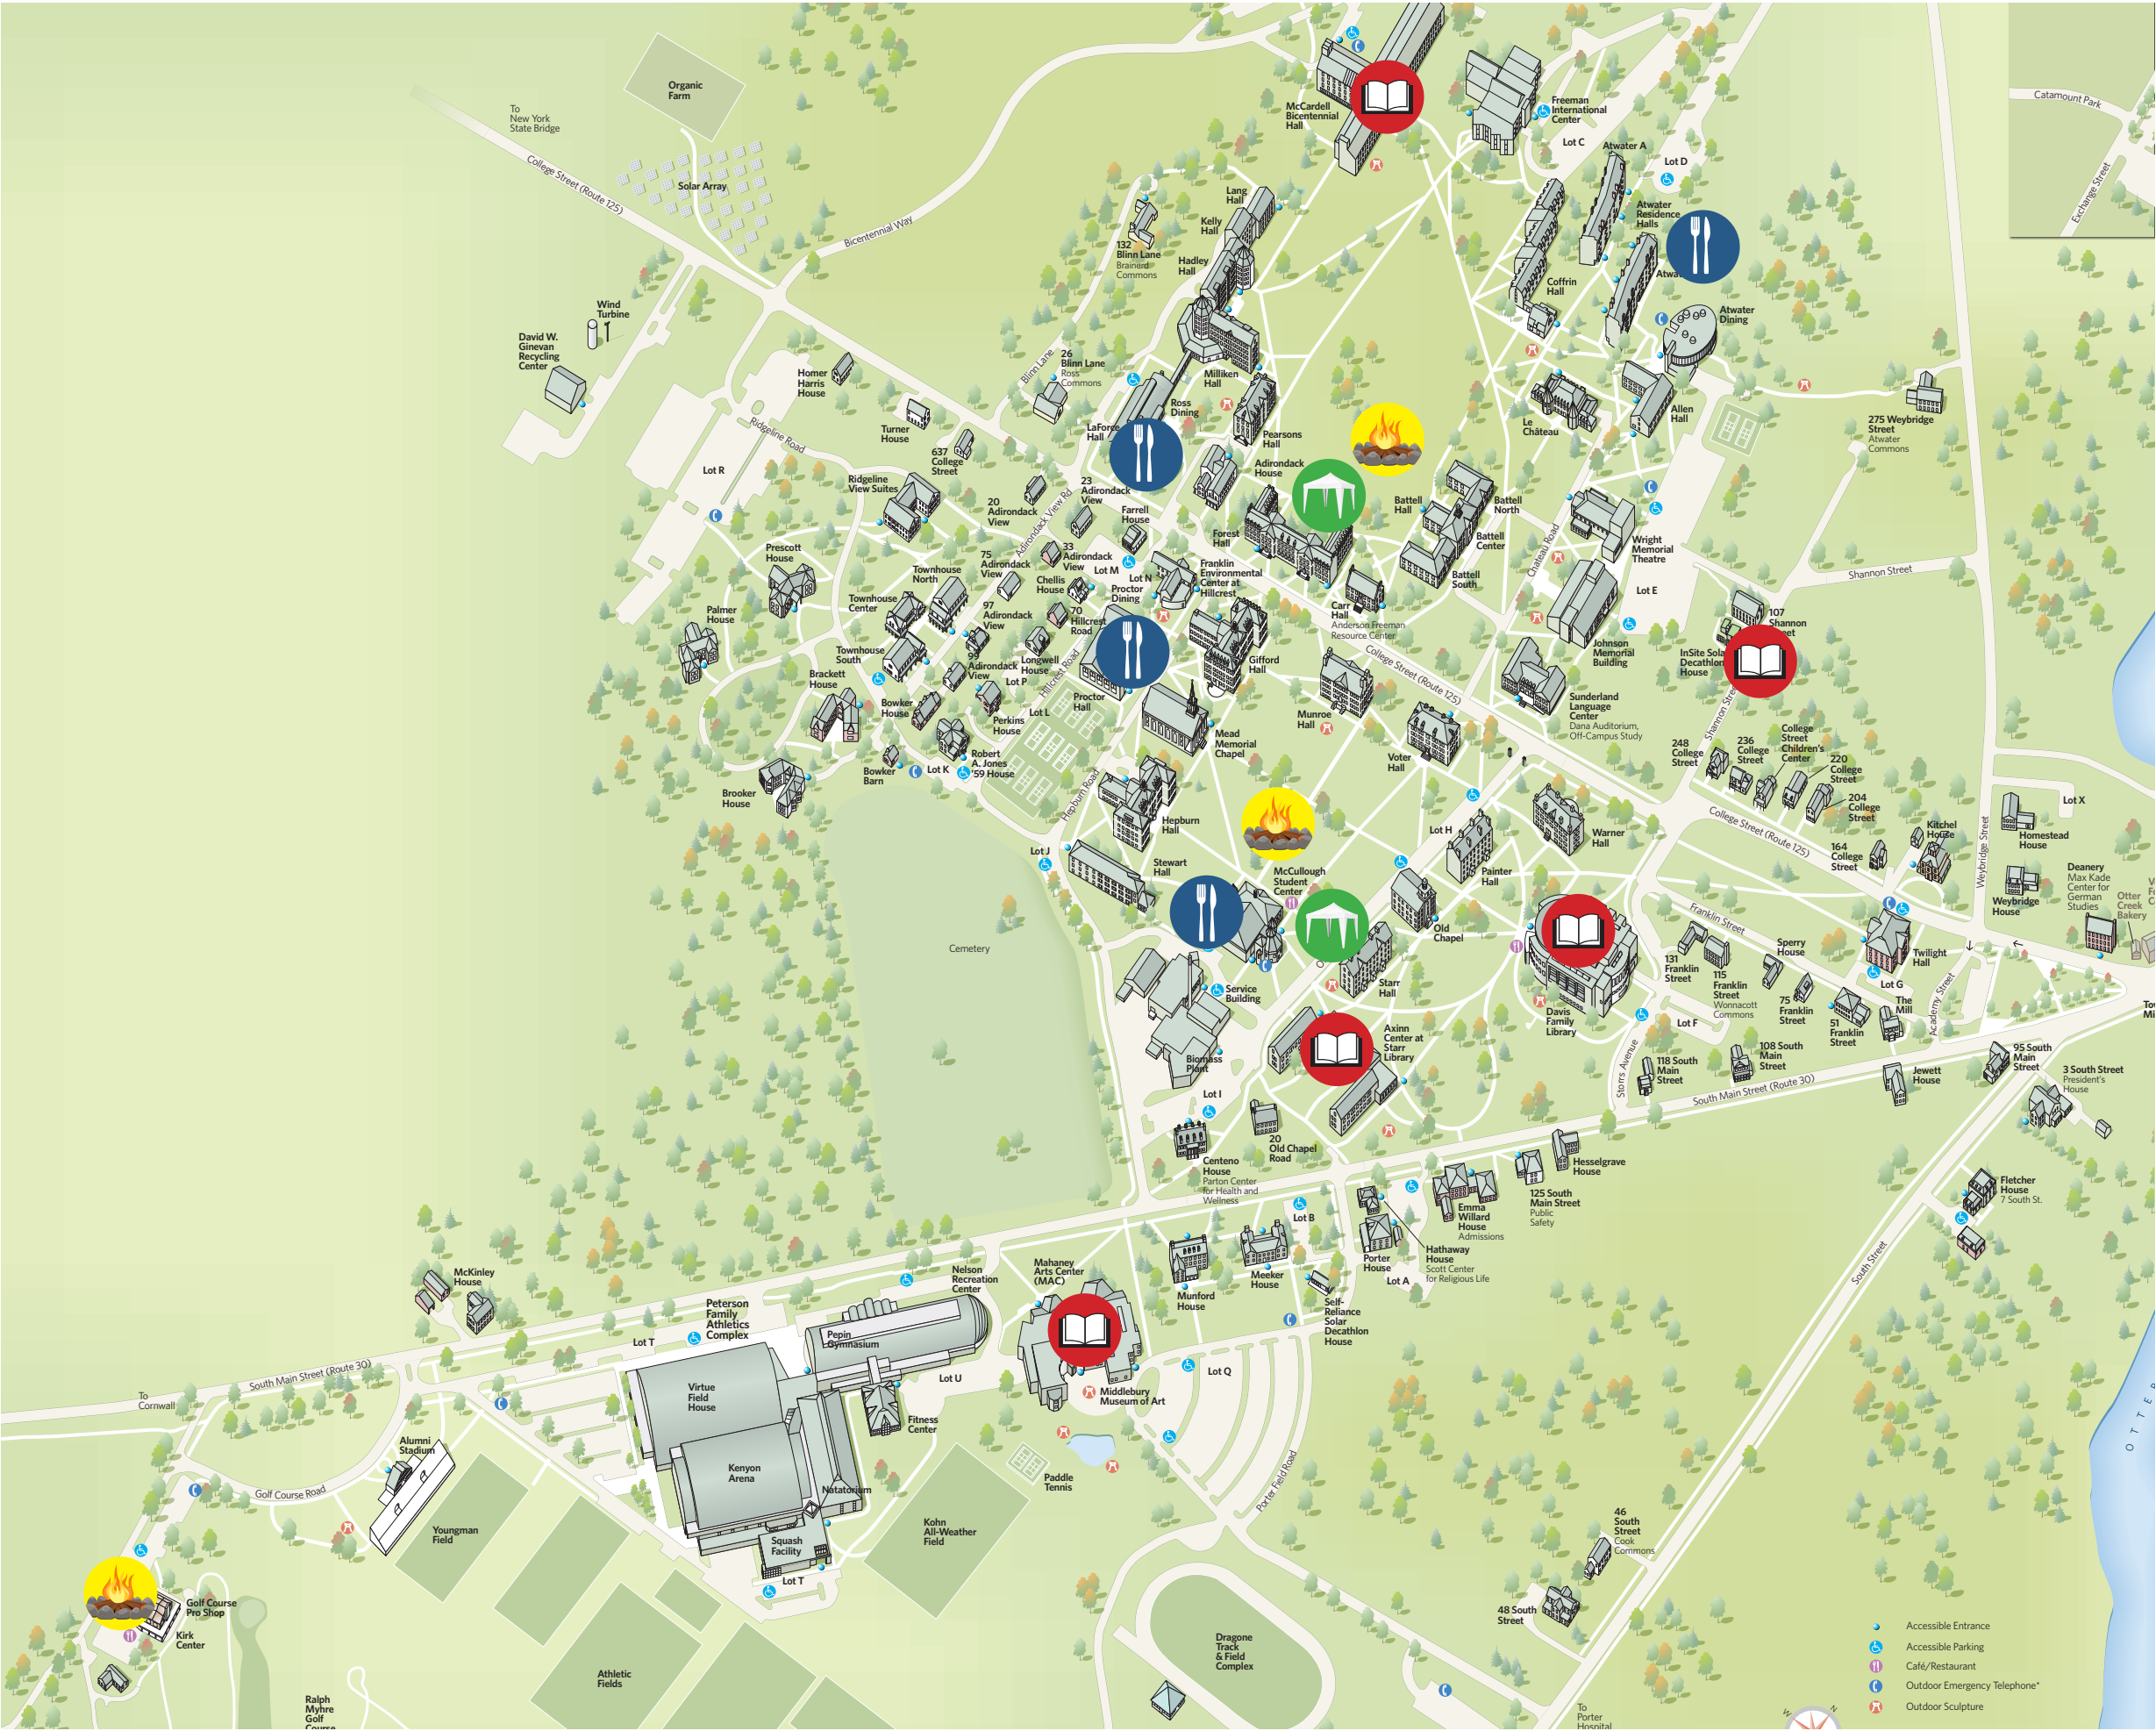 Organic
Farm
To
New York
State Bridge
College Street (Route 125)
Solar Array
Bicentennial Way
McCardell
Bicentennial
Hall
Freeman
International
Center
Lot C
Atwater A
Lot D
Atwater
Residence
Halls
Catamount Park
Exchange Street
Lang
Hall
Kelly
Hall
132
Blinn Lane
Brainerd
Commons
Hadley
Hall
Coffrin
Hall
Atwater
Dining
Wind
Turbine
David W.
Ginevan
Recycling
Center
Homer
Harris
House
Blinn Lane
26
Blinn Lane
Ross
Commons
Milliken
Hall
Ross
Dining
LaForce
Hall
Pearsons
Hall
Le
Château
Allen
Hall
275 Weybridge
Street
Atwater
Commons
Turner
House
Ridgeline Road
637
College
Street
Lot R
Ridgeline
View Suites
20
Adirondack
View
Adirondack View Rd
23
Adirondack
View
Adirondack
House
Farrell
House
Forest
Hall
Battell
Hall
Battell
North
Battell
Center
Battell
South
Chateau Road
Wright
Memorial
Theatre
Shannon Street
Prescott
House
Townhouse
North
75
Adirondack
View
33
Adirondack
View
Lot M
Chellis
House
Lot N
Proctor
Dining
Franklin
Environmental
Center at
Hillcrest
Carr
Hall
Anderson Freeman
Resource Center
Lot E
107
Shannon
Palmer
House
Townhouse
Center
97
Adirondack
View
70
Hillcrest
Road
Townhouse
South
99
Adirondack
View
Longwell
House
Lot P
Hillcrest Road
Gifford
Hall
College Street (Route 125)
Johnson
Memorial
Building
Decathlon
House
Brackett
House
Bowker
House
Perkins
House
Lot L
Proctor
Hall
Munroe
Hall
Sunderland
Language
Center
Dana Auditorium,
Off-Campus Study
Mead
Memorial
Chapel
Voter
Hall
248
College
Street
236
College
Street
College
Street
Children's
Center
220
College
Street
204
College
Street
Robert
A. Jones
'59 House
Bowker
Barn
Lot K
Brooker
House
Hepburn Road
Hepburn
Hall
Lot H
Warner
Hall
College Street (Route 125)
164
College
Street
Kitchel
House
Weybridge Street
Lot X
Homestead
House
Lot J
Stewart
Hall
McCullough
Student
Center
Painter
Hall
Weybridge
House
Deanery
Max Kade
Center for
German
Studies
Otter
Creek
Bakery
Cemetery
Old
Chapel
Franklin Street
131
Franklin
Street
115
Franklin
Street
Wonnacott
Commons
Sperry
House
75
Franklin
Street
Twilight
Hall
Lot G
The
Mill
51
Franklin
Street
Academy Street
Service
Building
Starr
Hall
Davis
Family
Library
Lot F
Biomass
Plant
Axinn
Center at
Starr
Library
Storrs Avenue
118 South
Main
Street
108 South
Main
Street
South Main Street (Route 30)
Jewett
House
95 South
Main
Street
3 South Street
President's
House
Lot I
20
Old Chapel
Road
Centeno
House
Parton Center
for Health and
Wellness
Hesselgrave
House
125 South
Main Street
Public
Safety
Emma
Willard
House
Admissions
Fletcher
House
7 South St.
Lot B
Hathaway
House
Scott Center
for Religious Life
Porter
House
Lot A
Meeker
House
Munford
House
Self-
Reliance
Solar
Decathlon
House
South Street
McKinley
House
Peterson
Family
Athletics
Complex
Nelson
Recreation
Center
Mahaney
Arts Center
(MAC)
Lot T
Pepin
Gymnasium
Lot U
Lot Q
South Main Street (Route 30)
To
Cornwall
Virtue
Field
House
Fitness
Center
Middlebury
Museum of Art
Alumni
Stadium
Kenyon
Arena
Natatorium
Paddle
Tennis
Porter Field Road
Golf Course Road
Youngman
Field
Squash
Facility
Kohn
All-Weather
Field
Lot T
46
South
Street
Cook
Commons
48 South
Street
Golf Course
Pro Shop
Kirk
Center
Athletic
Fields
Dragone
Track
& Field
Complex
Ralph
Myhre
Golf
Course
To
Porter
Hospital
Accessible Entrance
Accessible Parking
Café/Restaurant
Outdoor Emergency Telephone*
Outdoor Sculpture
W
N
OTTER